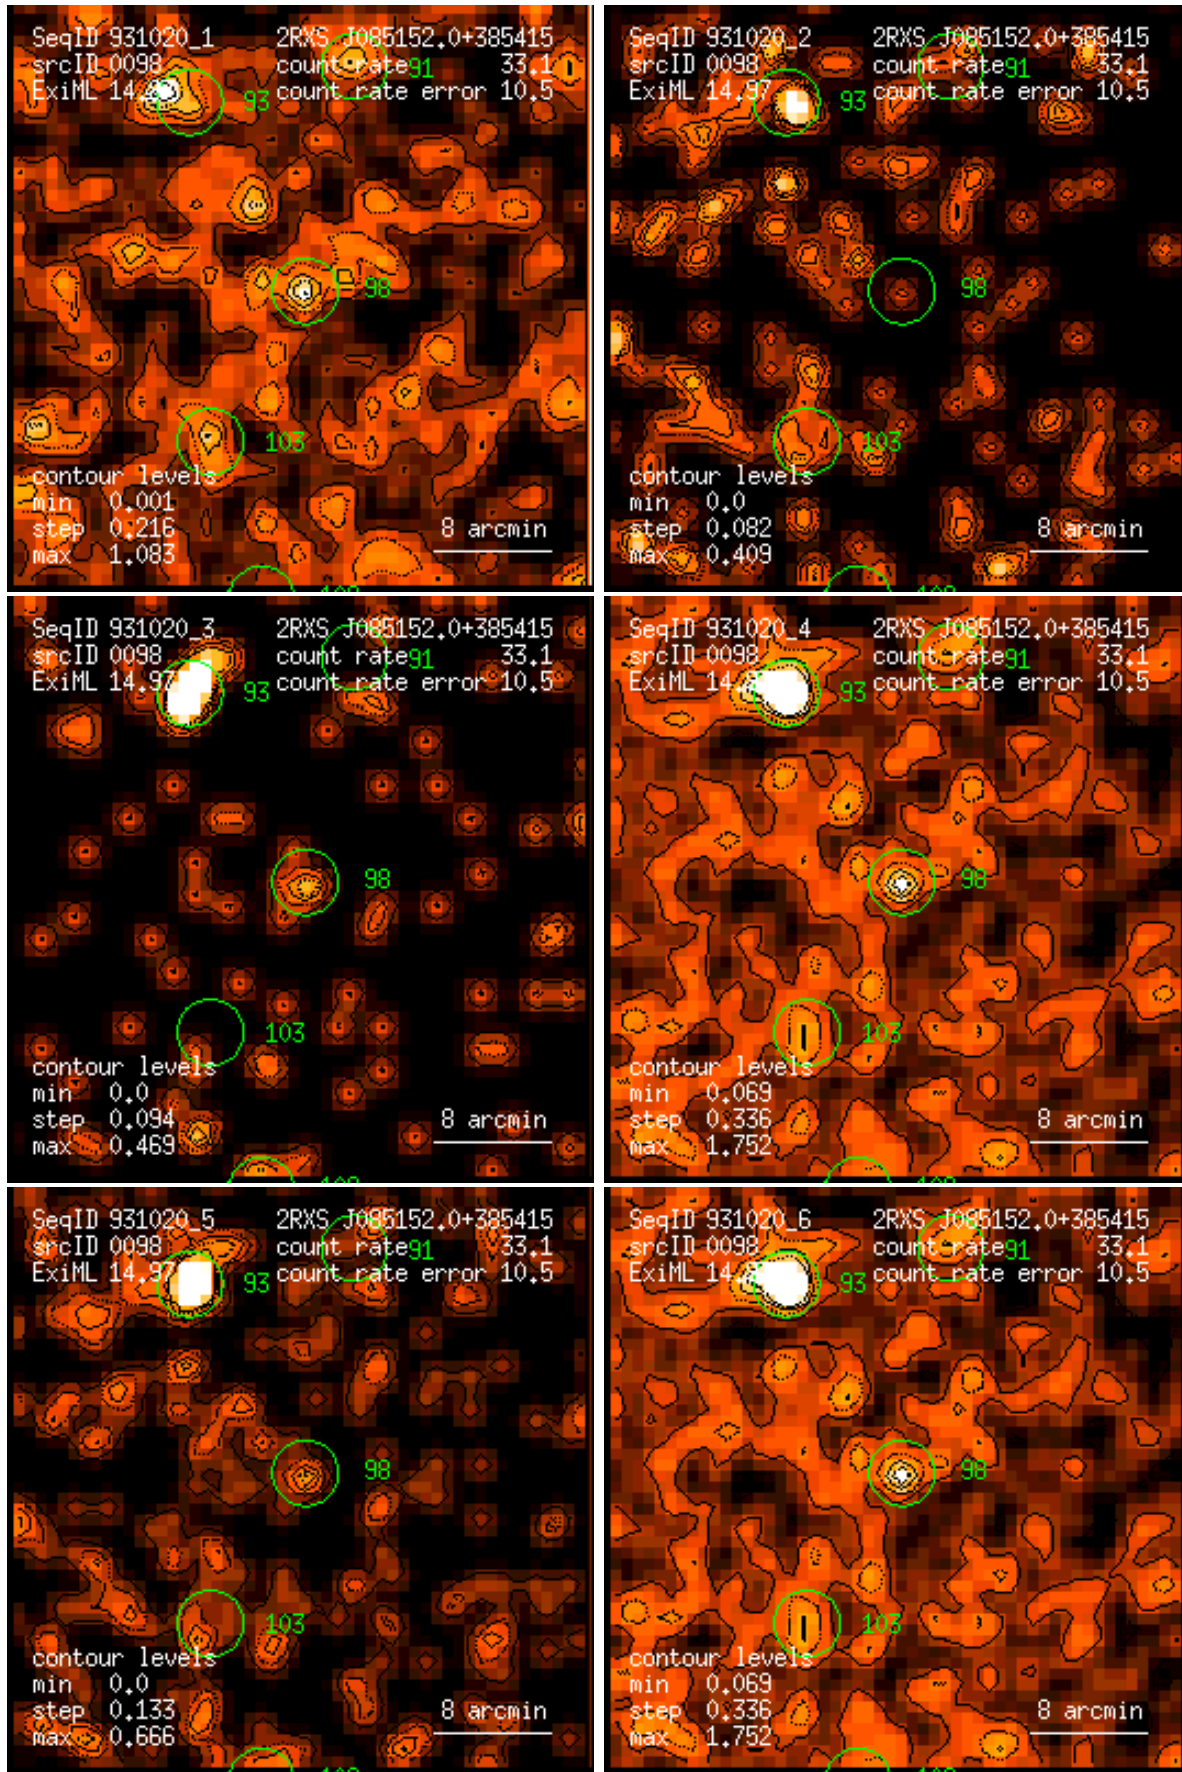 SeqID 931020_1 2RXS J085152.0+385415
srcID 0098 count rate 91 33.1
ExiML 14. 93 count rate error 10.5
98
103
contour levels
min 0.001
step 0.216 8 arcmin
max 1.083
SeqID 931020_2 2RXS J085152.0+385415
srcID 0098 count rate 91 33.1
ExiML 14.97 93 count rate error 10.5
98
103
contour levels
min 0.0
step 0.082 8 arcmin
max 0.409
SeqID 931020_3 2RXS J085152.0+385415
srcID 0098 count rate 91 33.1
ExiML 14.97 93 count rate error 10.5
98
103
contour levels
min 0.0
step 0.094 8 arcmin
max 0.469
SeqID 931020_4 2RXS J085152.0+385415
srcID 0098 count rate 91 33.1
ExiML 14. 93 count rate error 10.5
98
103
contour levels
min 0.069
step 0.336 8 arcmin
max 1.752
SeqID 931020_5 2RXS J085152.0+385415
srcID 0098 count rate 91 33.1
ExiML 14.97 93 count rate error 10.5
98
103
contour levels
min 0.0
step 0.133 8 arcmin
max 0.666
SeqID 931020_6 2RXS J085152.0+385415
srcID 0098 count rate 91 33.1
ExiML 14. 93 count rate error 10.5
98
103
contour levels
min 0.069
step 0.336 8 arcmin
max 1.752